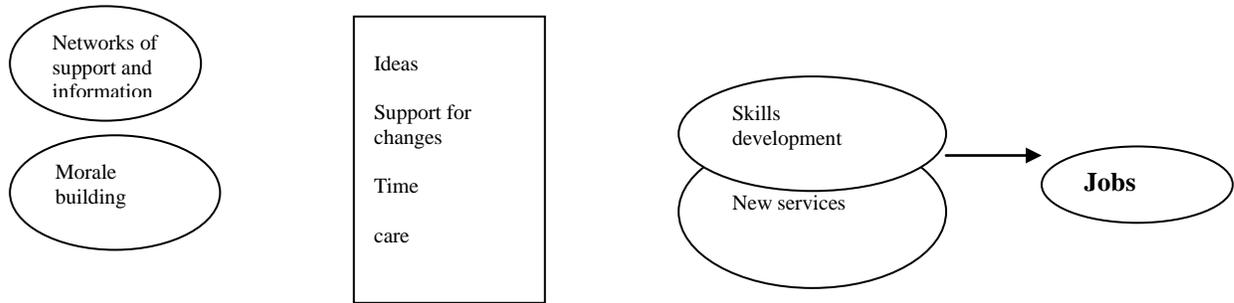 Networks of
support and
information
Morale
building
Ideas
Support for
changes
Time
care
Skills
development
New services
Jobs